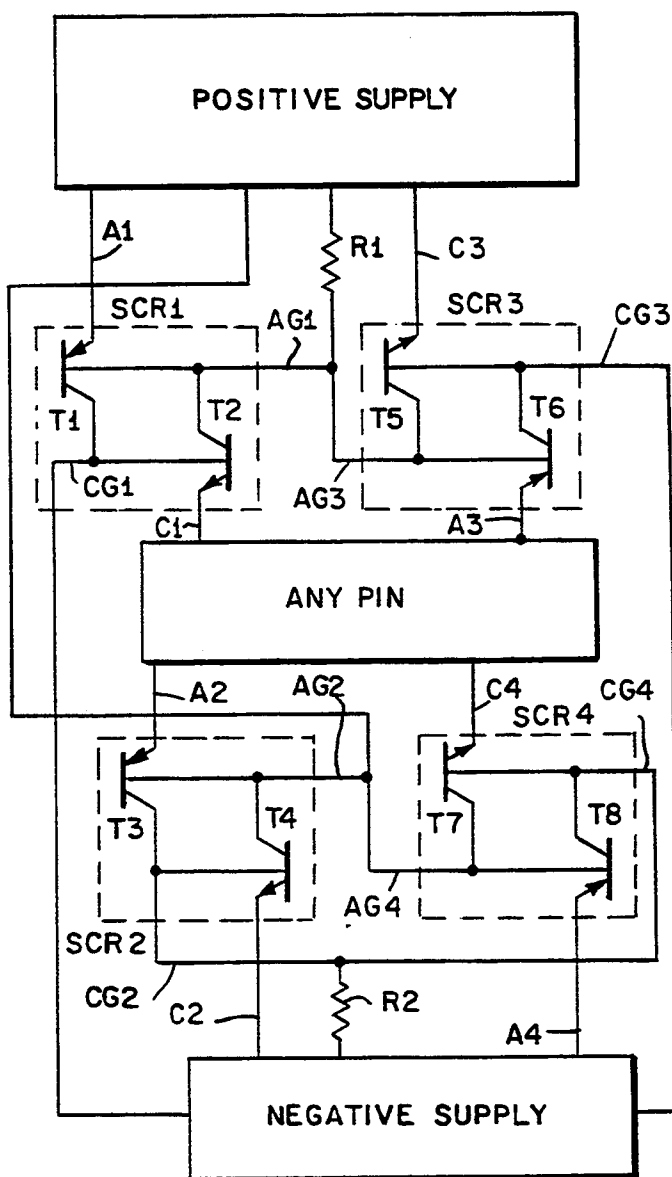 POSITIVE SUPPLY
A1
R1
C3
SCR1
AG1
SCR3
CG3
T1
T2
T5
T6
CG1
AG3
C1
A3
ANY PIN
A2
AG2
C4
CG4
SCR4
T3
T4
T7
T8
AG4
SCR2
CG2
C2
R2
A4
NEGATIVE SUPPLY